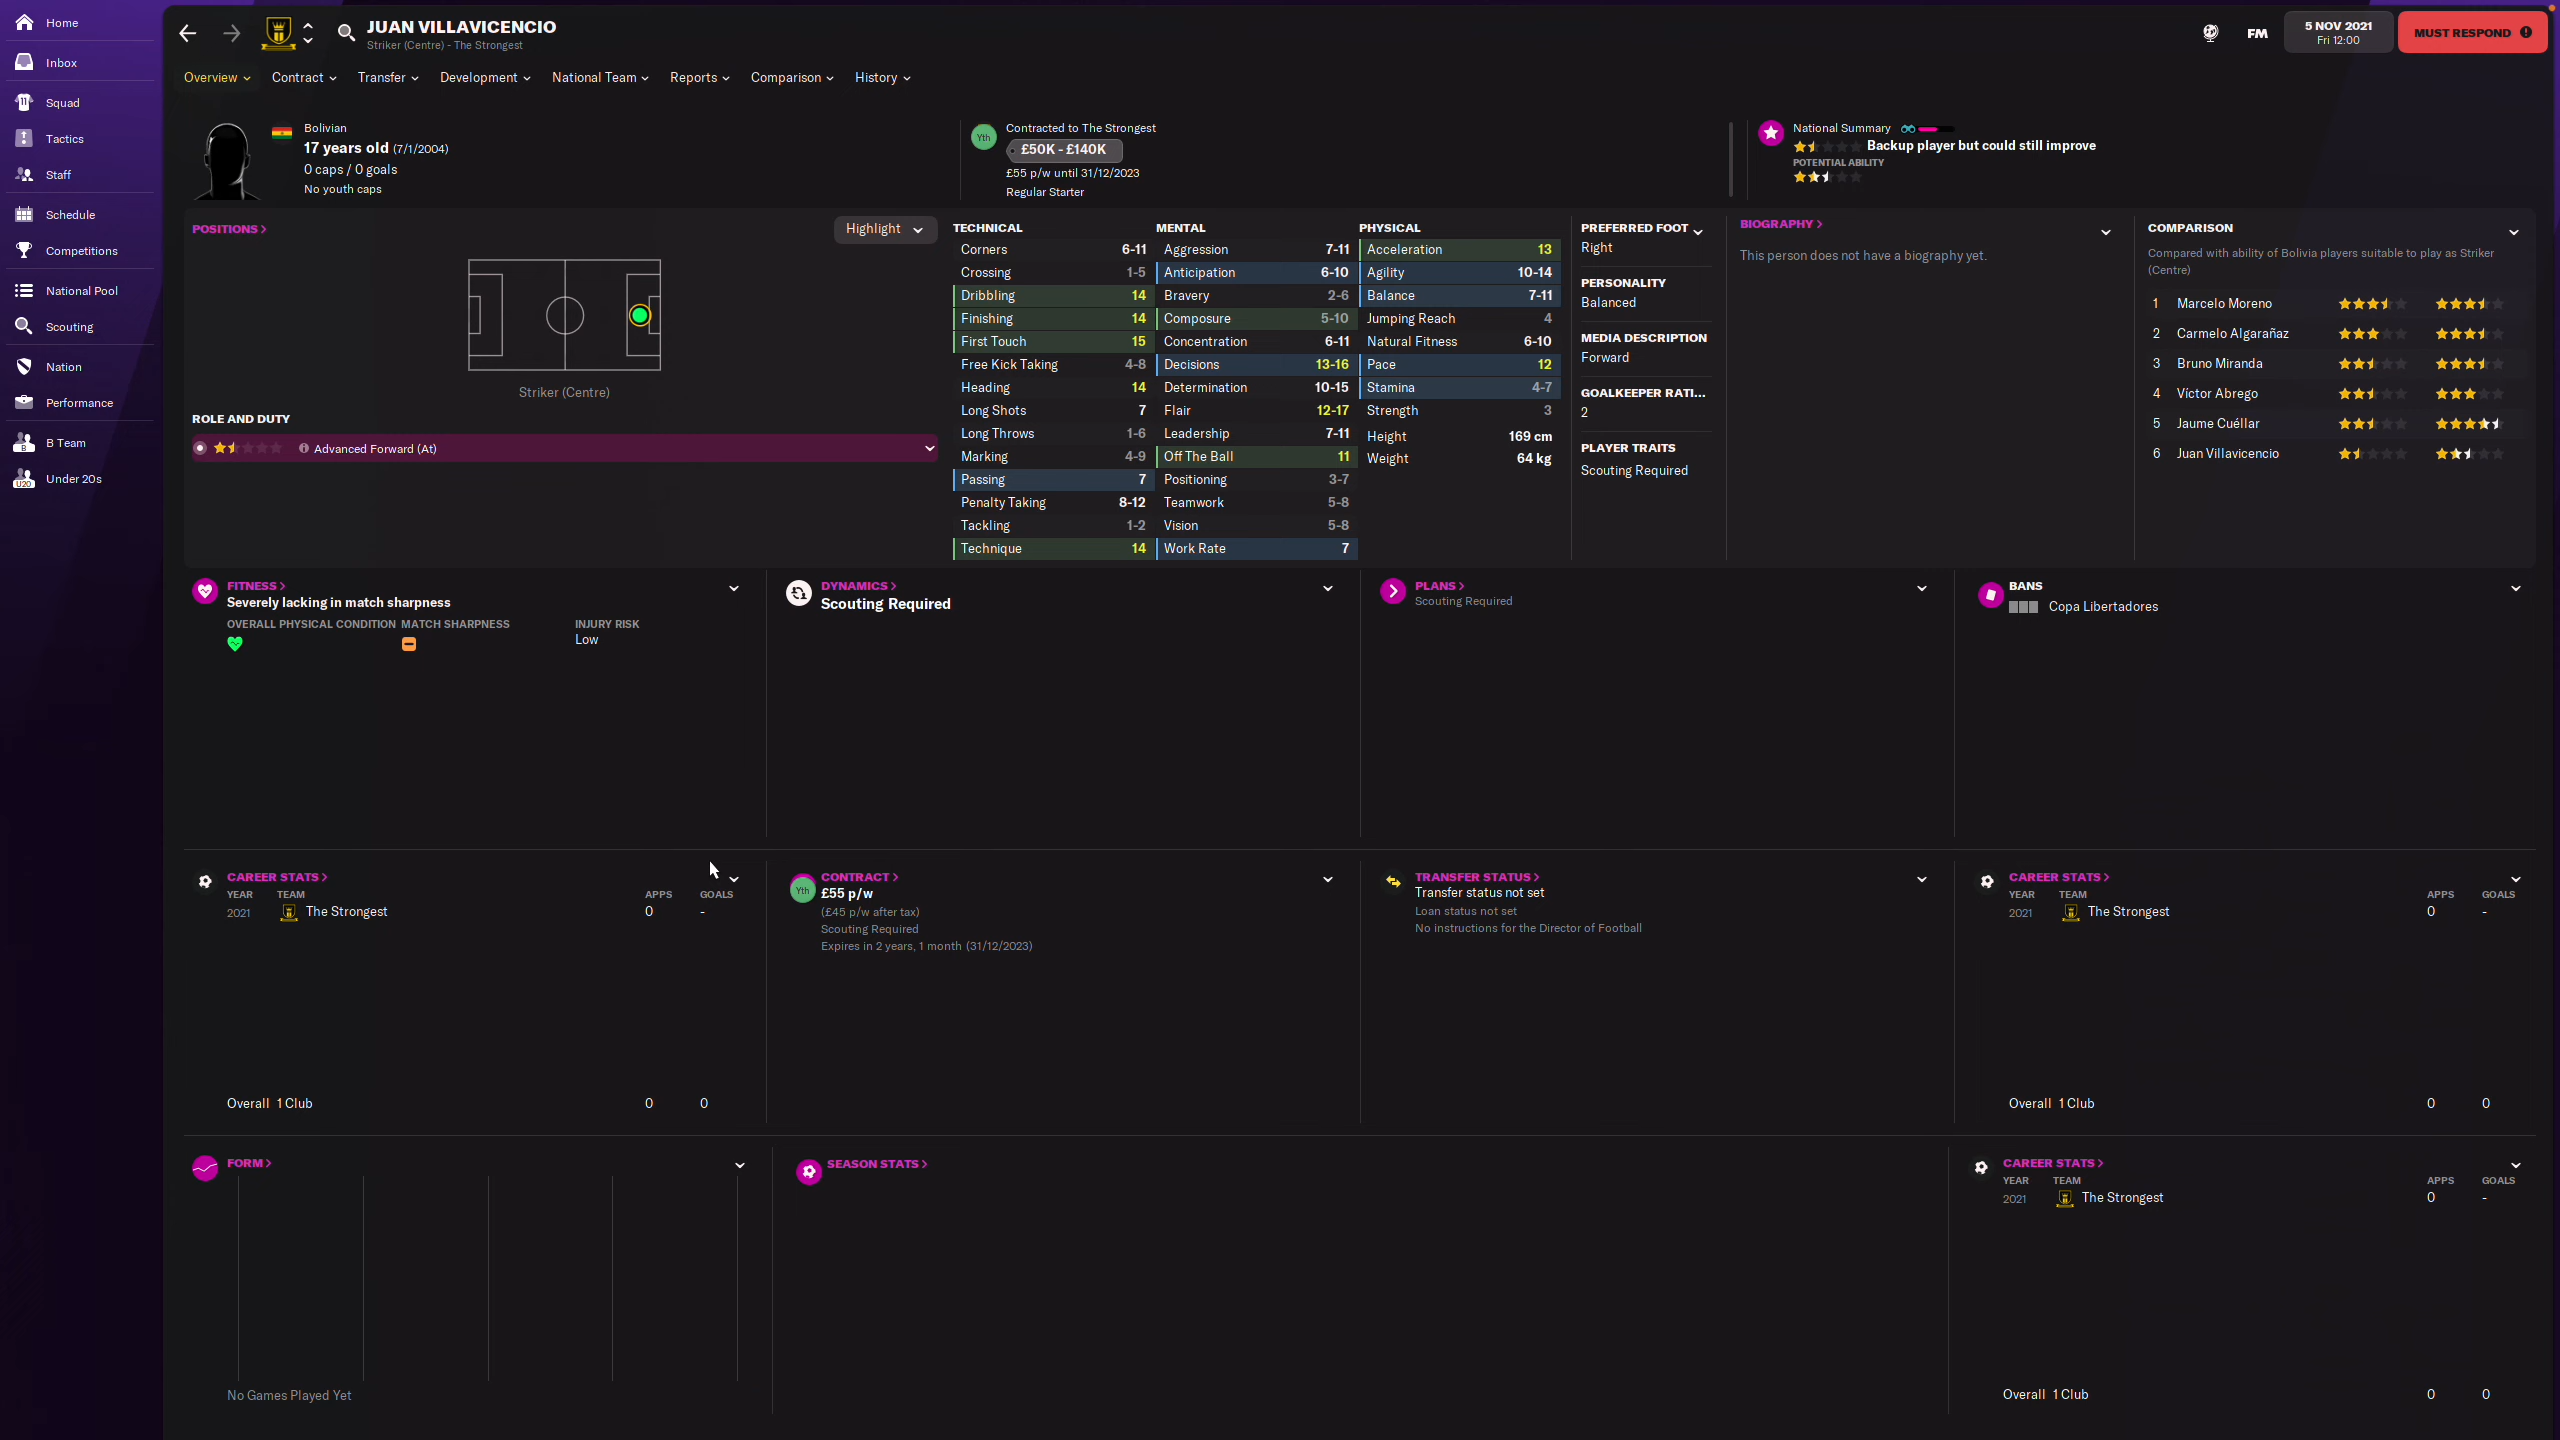 Home
Inbox
Squad
Tactics
Staff
Schedule
Competitions
National Pool
Scouting
Nation
Performance
B Team
Under 20s
JUAN VILLAVICENCIO
Striker (Centre) - The Strongest
FM
5 NOV 2021
Fri 12:00
MUST RESPOND
Overview Contract Transfer Development National Team Reports Comparison History
Bolivian
17 years old (7/1/2004)
0 caps / 0 goals
No youth caps
Yth
Contracted to The Strongest
£50K - £140K
£55 p/w until 31/12/2023
Regular Starter
National Summary
Backup player but could still improve
POTENTIAL ABILITY
POSITIONS
Highlight
Striker (Centre)
ROLE AND DUTY
Advanced Forward (At)
TECHNICAL
Corners 6-11
Crossing 1-5
Dribbling 14
Finishing 14
First Touch 15
Free Kick Taking 4-8
Heading 14
Long Shots 7
Long Throws 1-6
Marking 4-9
Passing 7
Penalty Taking 8-12
Tackling 1-2
Technique 14
MENTAL
Aggression 7-11
Anticipation 6-10
Bravery 2-6
Composure 5-10
Concentration 6-11
Decisions 13-16
Determination 10-15
Flair 12-17
Leadership 7-11
Off The Ball 11
Positioning 3-7
Teamwork 5-8
Vision 5-8
Work Rate 7
PHYSICAL
Acceleration 13
Agility 10-14
Balance 7-11
Jumping Reach 4
Natural Fitness 6-10
Pace 12
Stamina 4-7
Strength 3
Height 169 cm
Weight 64 kg
PREFERRED FOOT
Right
PERSONALITY
Balanced
MEDIA DESCRIPTION
Forward
GOALKEEPER RATI...
2
PLAYER TRAITS
Scouting Required
BIOGRAPHY
This person does not have a biography yet.
COMPARISON
Compared with ability of Bolivia players suitable to play as Striker
(Centre)
1 Marcelo Moreno
2 Carmelo Algarañaz
3 Bruno Miranda
4 Víctor Abrego
5 Jaume Cuéllar
6 Juan Villavicencio
FITNESS
Severely lacking in match sharpness
OVERALL PHYSICAL CONDITION MATCH SHARPNESS INJURY RISK
Low
DYNAMICS
Scouting Required
PLANS
Scouting Required
BANS
Copa Libertadores
CAREER STATS
YEAR TEAM APPS GOALS
2021 The Strongest 0 -
Overall 1 Club 0 0
CONTRACT
Yth
£55 p/w
(£45 p/w after tax)
Scouting Required
Expires in 2 years, 1 month (31/12/2023)
TRANSFER STATUS
Transfer status not set
Loan status not set
No instructions for the Director of Football
CAREER STATS
YEAR TEAM APPS GOALS
2021 The Strongest 0 -
Overall 1 Club 0 0
FORM
No Games Played Yet
SEASON STATS
CAREER STATS
YEAR TEAM APPS GOALS
2021 The Strongest 0 -
Overall 1 Club 0 0